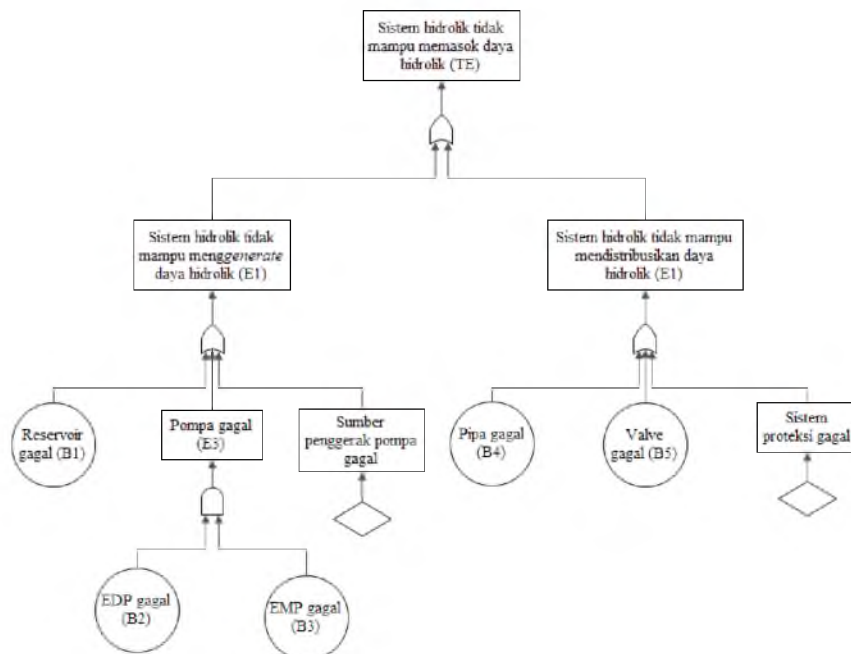 Sistem hidrolik tidak
mampu memasok daya
hidrolik (TE)
Sistem hidrolik tidak
mampu menggenerate
daya hidrolik (E1)
Sistem hidrolik tidak mampu
mendistribusikan daya
hidrolik (E1)
Reservoir
gagal (B1)
Pompa gagal
(E3)
Sumber
penggerak pompa
gagal
Pipa gagal
(B4)
Valve
gagal (B5)
Sistem
proteksi gagal
EDP gagal
(B2)
EMP gagal
(B3)